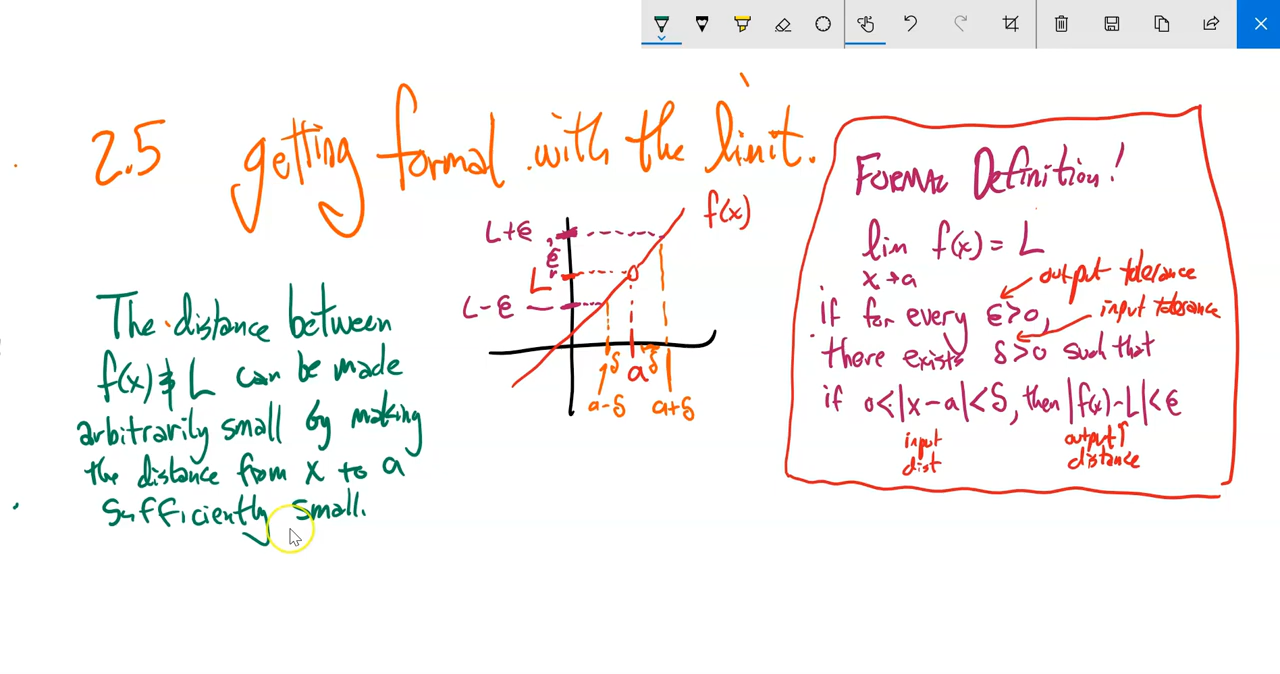 2.5 getting formal with the limit.
The distance between
f(x) & L can be made
arbitrarily small by making
the distance from x to a
sufficiently small.
f(x)
L+ε
ε
L
L-ε
δ
a
δ
a-δ
a+δ
FORMAL Definition!
lim f(x) = L
x→a
output tolerance
if for every ε>0,
input tolerance
there exists δ>0 such that
if 0<|x-a|<δ, then |f(x)-L|<ε
input
dist
output
distance